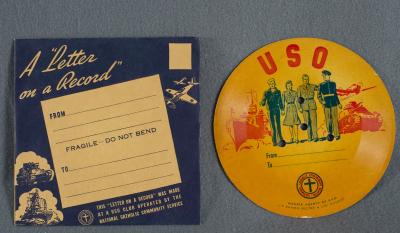 A "Letter
on a Record"
FROM
FRAGILE - DO NOT BEND
TO
THIS "LETTER ON A RECORD" WAS MADE
AT A USO CLUB OPERATED BY THE
NATIONAL CATHOLIC COMMUNITY SERVICE
USO
From
To